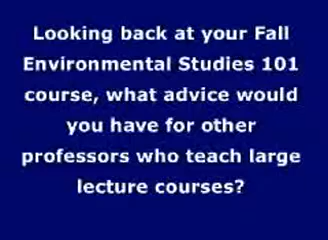 Looking back at your Fall
Environmental Studies 101
course, what advice would
you have for other
professors who teach large
lecture courses?